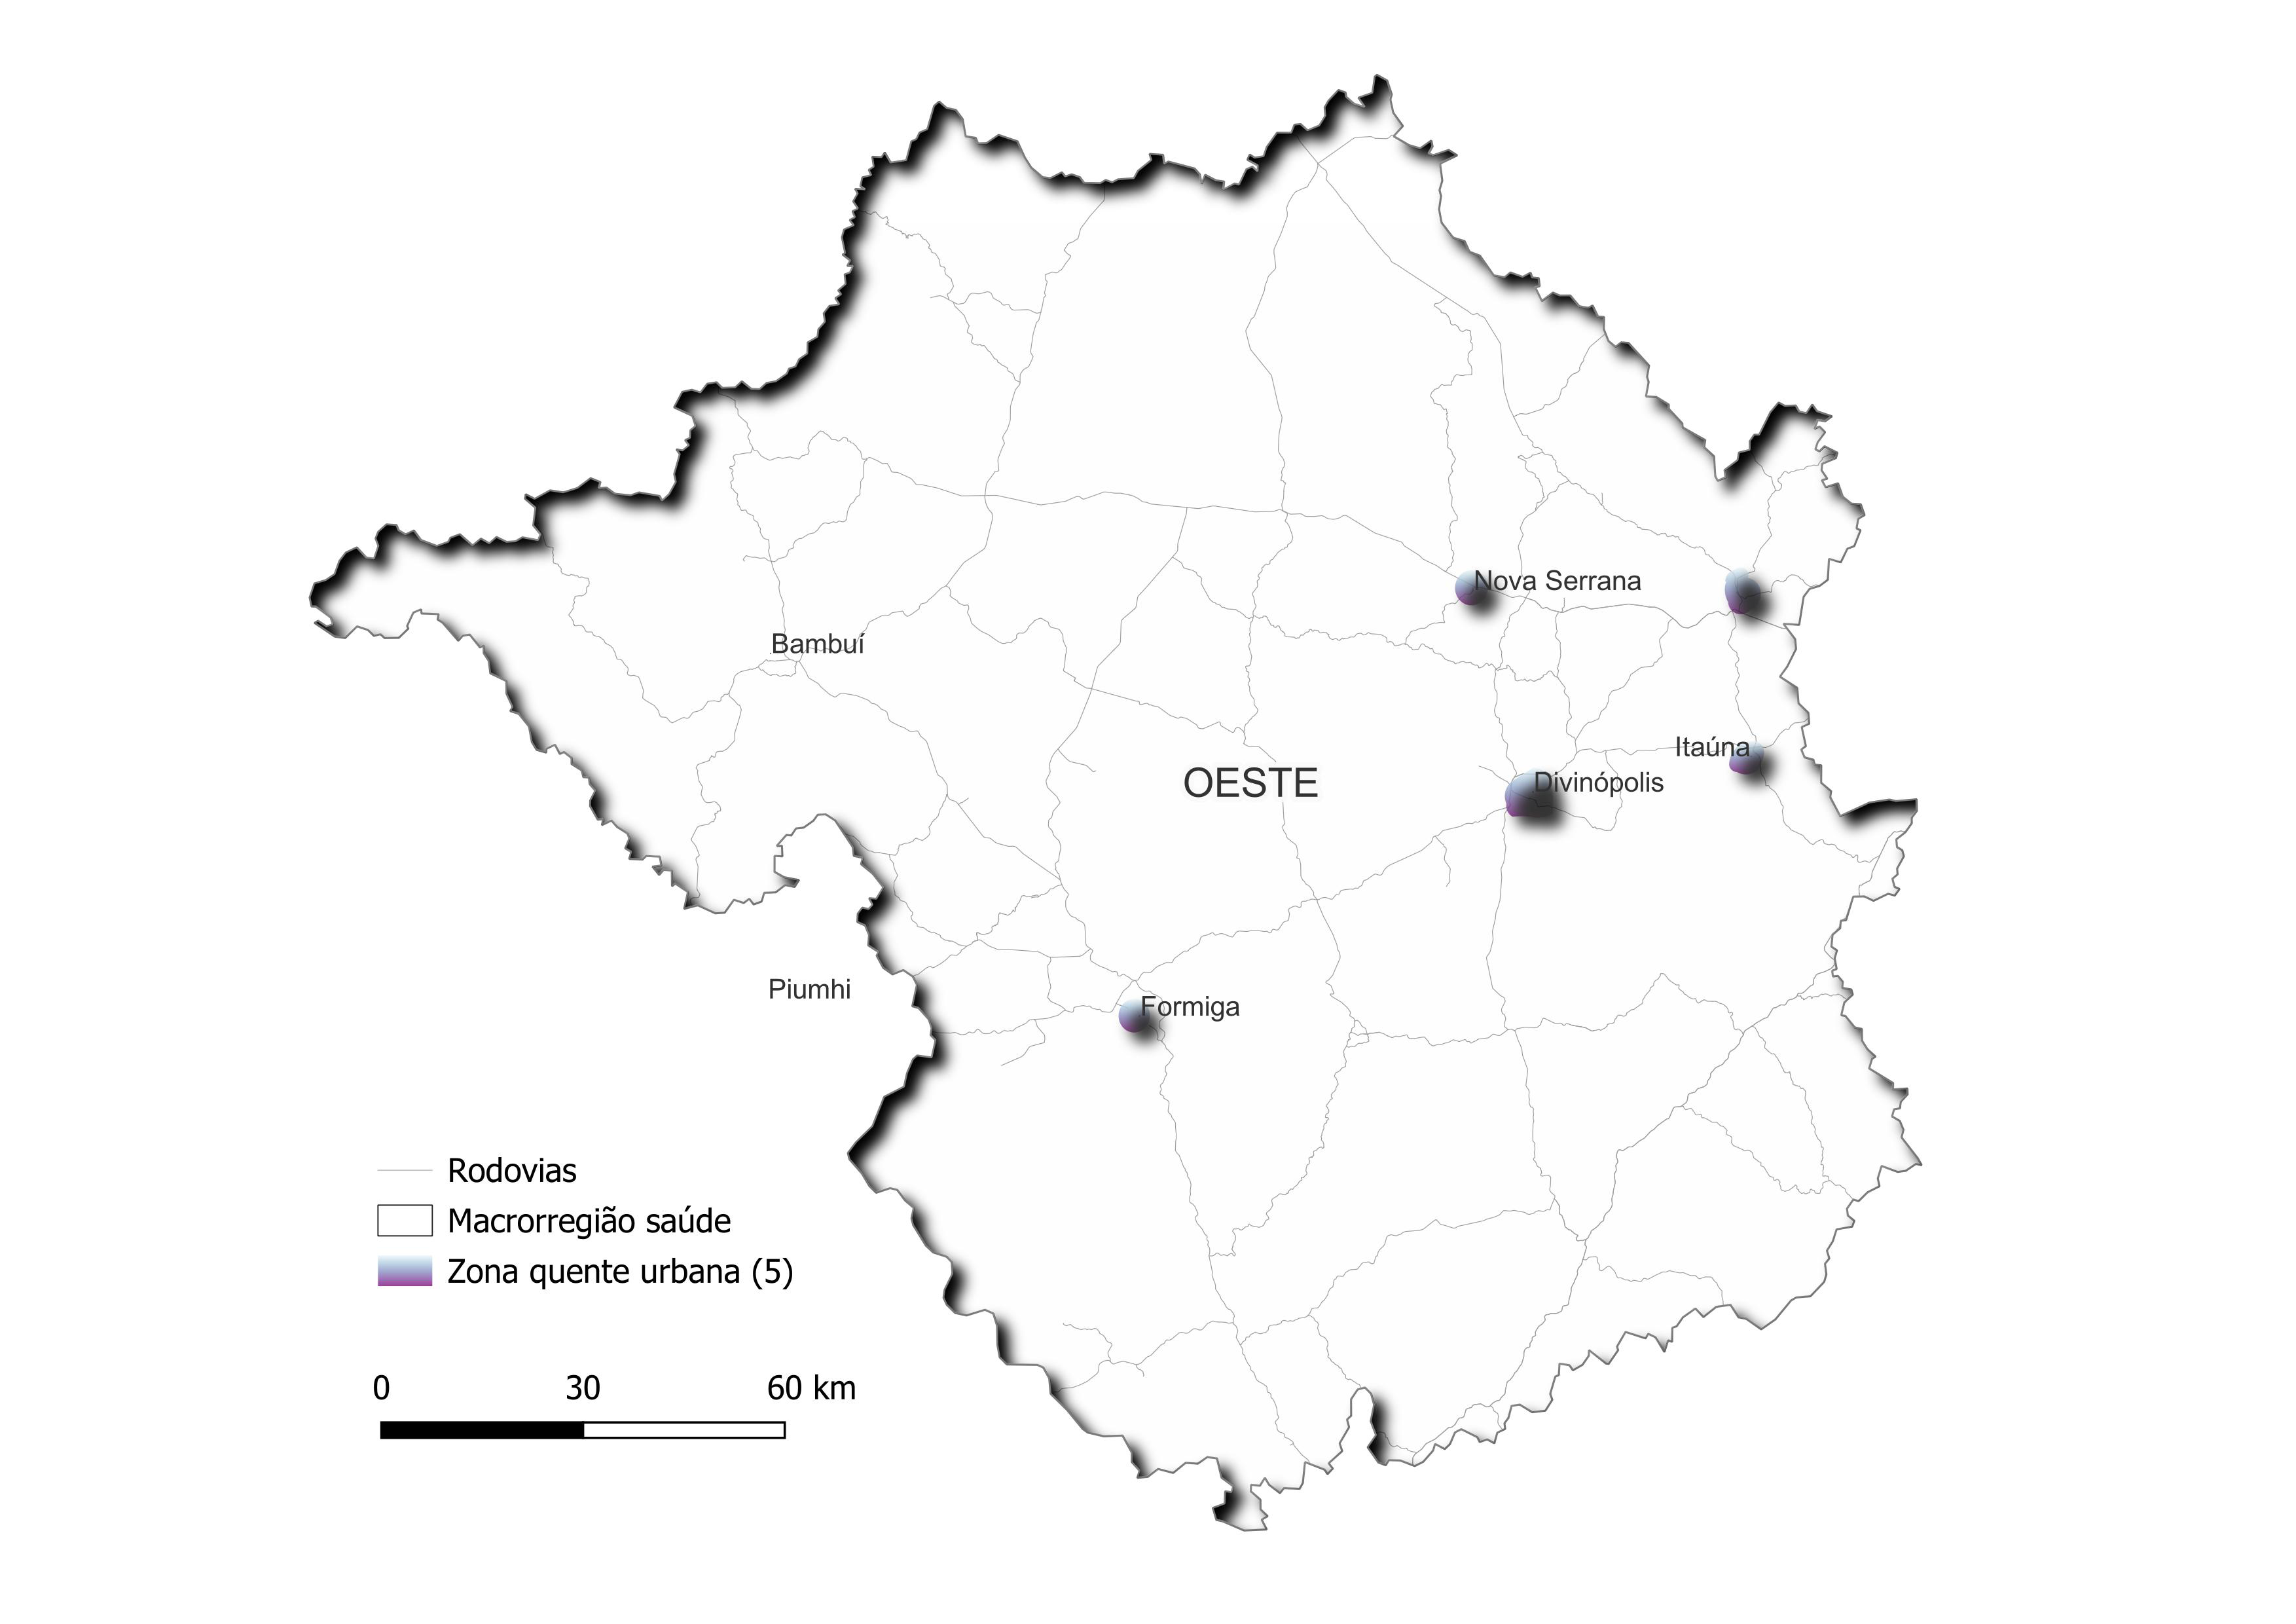 Nova Serrana
Bambuí
Itaúna
OESTE
Divinópolis
Piumhi
Formiga
Rodovias
Macrorregião saúde
Zona quente urbana (5)
0 30 60 km